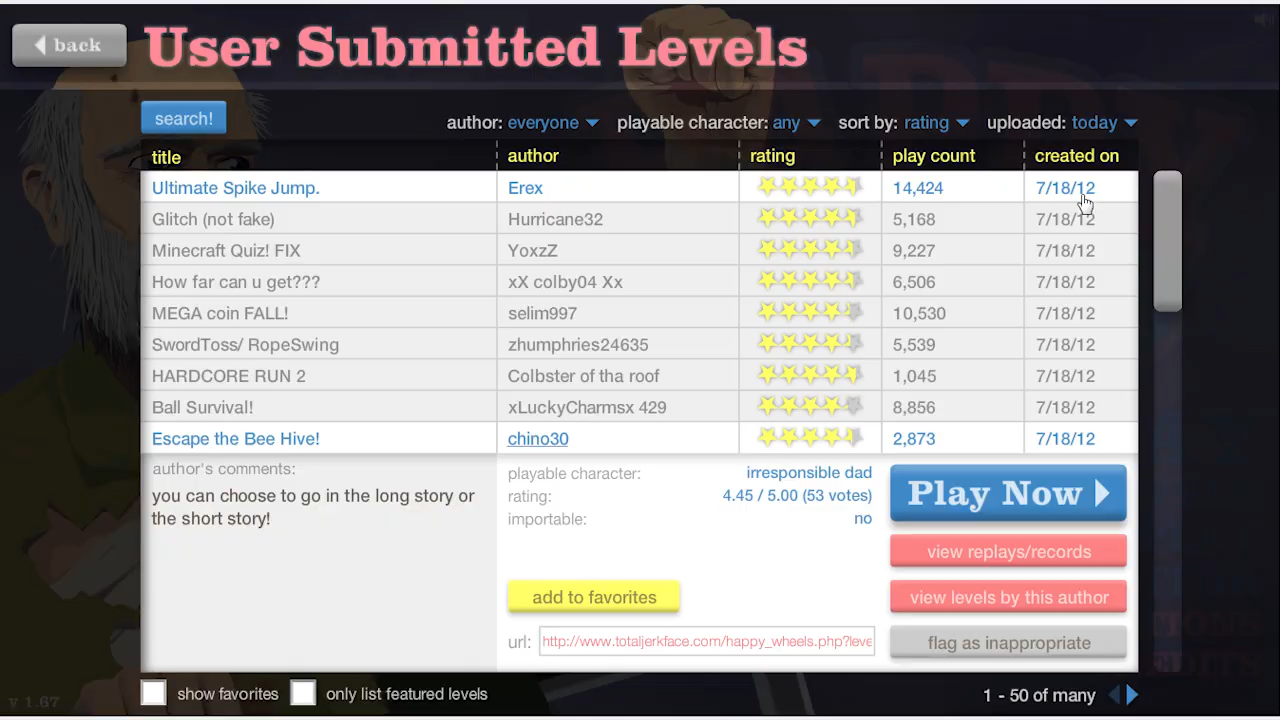 back
User Submitted Levels
search!
author: everyone playable character: any sort by: rating uploaded: today
title author rating play count created on
Ultimate Spike Jump. Erex 14,424 7/18/12
Glitch (not fake) Hurricane32 5,168 7/18/12
Minecraft Quiz! FIX YoxzZ 9,227 7/18/12
How far can u get??? xX colby04 Xx 6,506 7/18/12
MEGA coin FALL! selim997 10,530 7/18/12
SwordToss/ RopeSwing zhumphries24635 5,539 7/18/12
HARDCORE RUN 2 Colbster of tha roof 1,045 7/18/12
Ball Survival! xLuckyCharmsx 429 8,856 7/18/12
Escape the Bee Hive! chino30 2,873 7/18/12
author's comments:
you can choose to go in the long story or
the short story!
playable character: irresponsible dad
rating: 4.45 / 5.00 (53 votes)
importable: no
add to favorites
url: http://www.totaljerkface.com/happy_wheels.php?leve
Play Now
view replays/records
view levels by this author
flag as inappropriate
v 1.67
show favorites only list featured levels
1 - 50 of many